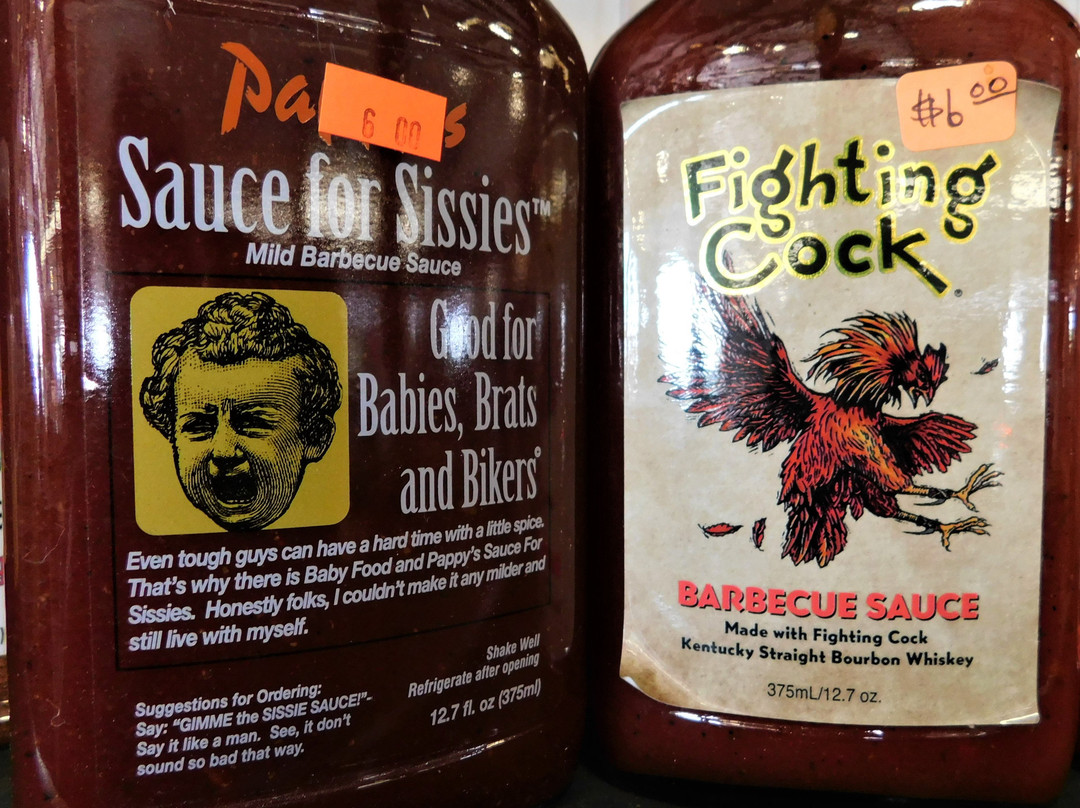 6 00
Sauce for Sissies™
Mild Barbecue Sauce
Good for
Babies, Brats
and Bikers®
Even tough guys can have a hard time with a little spice.
That's why there is Baby Food and Pappy's Sauce For
Sissies. Honestly folks, I couldn't make it any milder and
still live with myself.
Shake Well
Refrigerate after opening
12.7 fl. oz (375ml)
Suggestions for Ordering:
Say: "GIMME the SISSIE SAUCE!"-
Say it like a man. See, it don't
sound so bad that way.
$6 00
Fighting
Cock®
BARBECUE SAUCE
Made with Fighting Cock
Kentucky Straight Bourbon Whiskey
375mL/12.7 oz.